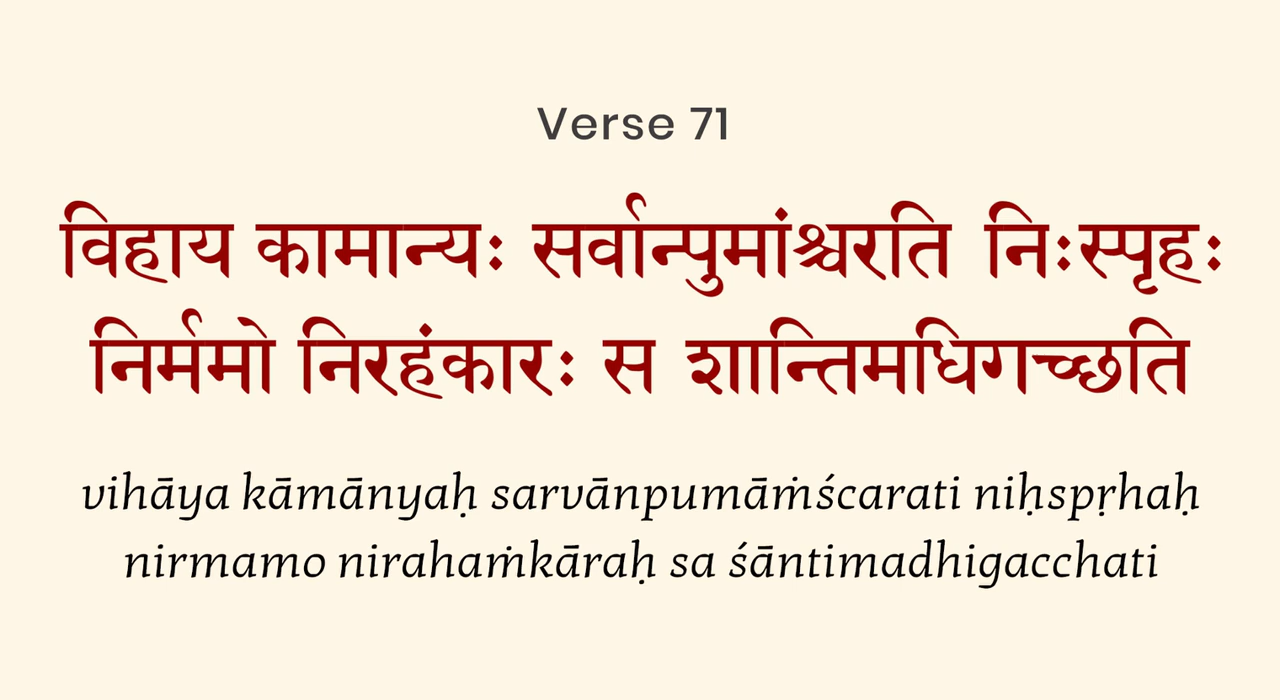 Verse 71
विहाय कामान्यः सर्वान्पुमांश्चरति निःस्पृहः
निर्ममो निरहंकारः स शान्तिमधिगच्छति
vihāya kāmānyaḥ sarvānpumāṁścarati niḥspṛhaḥ
nirmamo nirahaṁkāraḥ sa śāntimadhigacchati